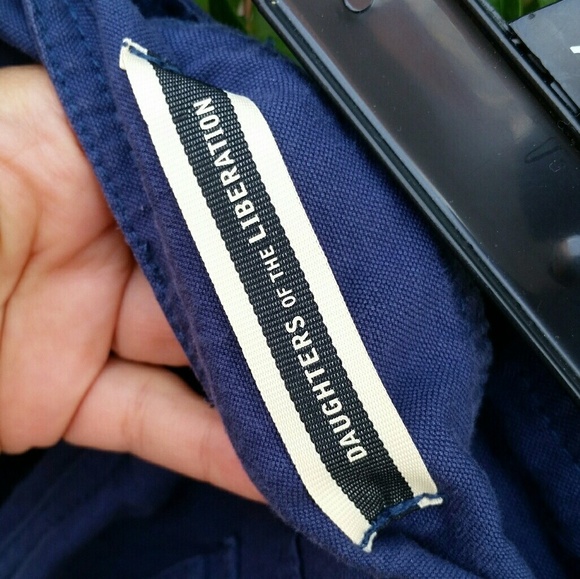 DAUGHTERS OF THE LIBERATION